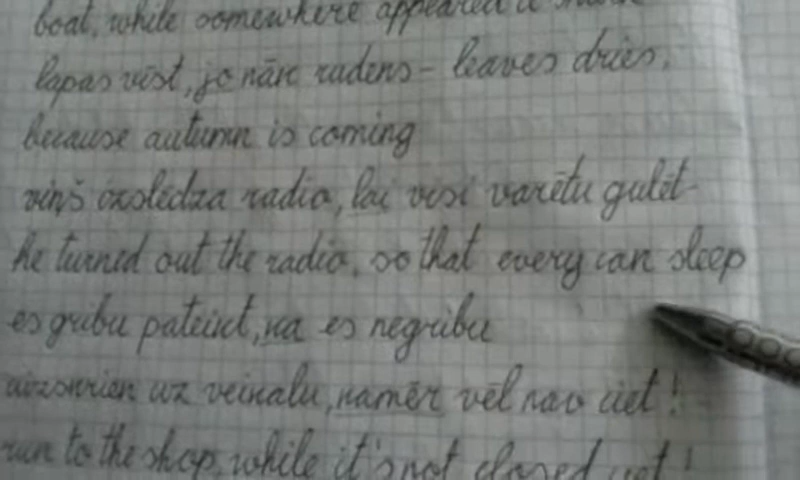 boat, while somewhere appeared a
lapas vīst, jo nāk rudens - leaves dries,
because autumn is coming
viņš izslēdza radio, lai visi varētu gulēt -
he turned out the radio, so that every can sleep
es gribu pateikt, ka es negribu
aizskrien uz veikalu, kamēr vēl nav ciet!
run to the shop, while it's not closed yet!